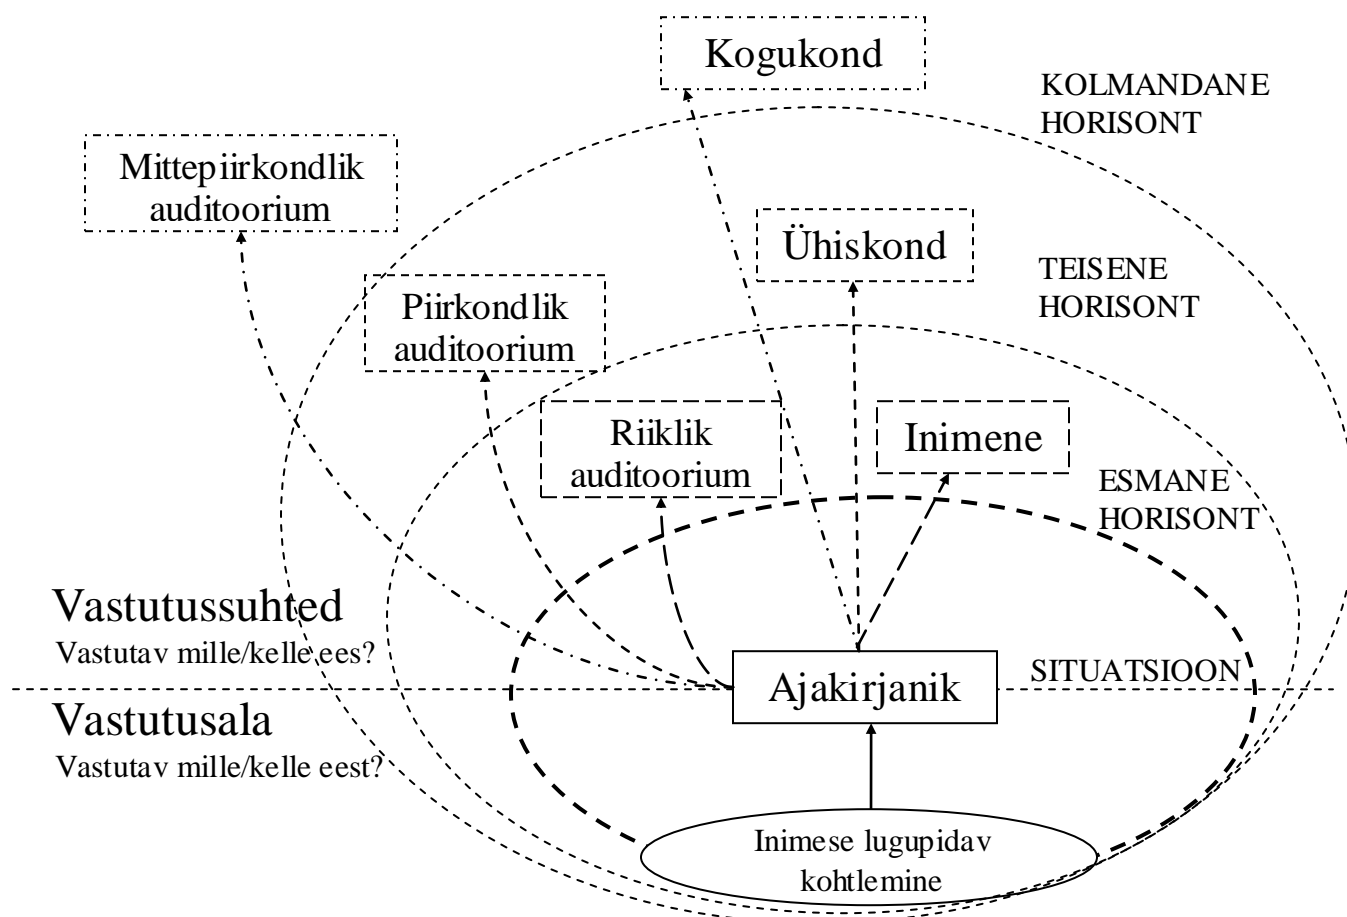 Kogukond
KOLMANDANE
HORISONT
Mittepiirkondlik
auditoorium
Ühiskond
TEISENE
HORISONT
Piirkondlik
auditoorium
Riiklik
auditoorium
Inimene
ESMANE
HORISONT
Vastutussuhted
Vastutav mille/kelle ees?
Ajakirjanik
SITUATSIOON
Vastutusala
Vastutav mille/kelle eest?
Inimese lugupidav
kohtlemine